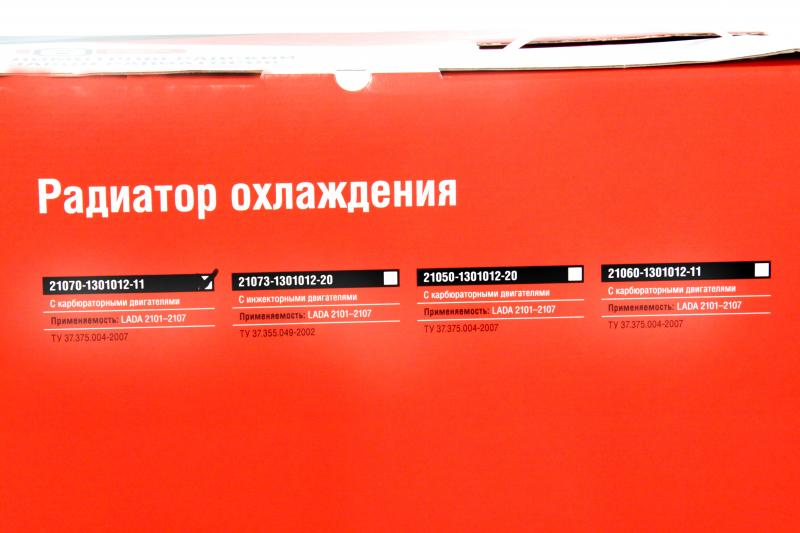 Радиатор охлаждения
21070-1301012-11
С карбюраторными двигателями
Применяемость: LADA 2101–2107
ТУ 37.375.004-2007
21073-1301012-20
С инжекторными двигателями
Применяемость: LADA 2101–2107
ТУ 37.355.049-2002
21050-1301012-20
С карбюраторными двигателями
Применяемость: LADA 2101–2107
ТУ 37.375.004-2007
21060-1301012-11
С карбюраторными двигателями
Применяемость: LADA 2101–2107
ТУ 37.375.004-2007